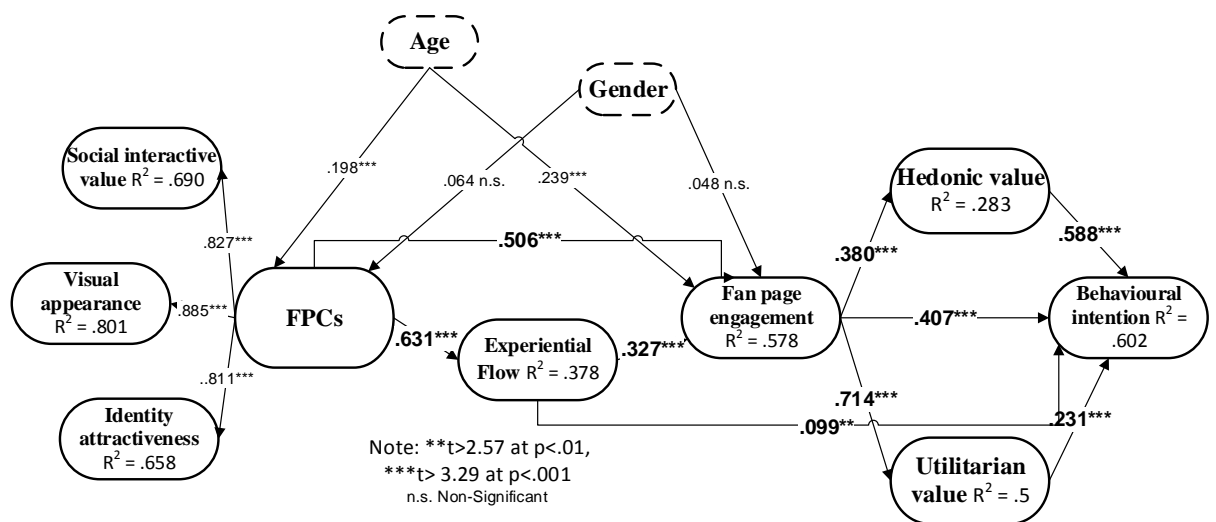 Age
Gender
Social interactive
value R² = .690
.198***
.064 n.s.
.239***
.048 n.s.
Hedonic value
R² = .283
.827***
.506***
.380***
.588***
Visual
appearance
R² = .801
.885***
FPCs
Fan page
engagement
R² = .578
.407***
Behavioural
intention R² =
.602
.631***
Experiential
Flow R² = .378
.327***
..811***
.714***
.099**
.231***
Identity
attractiveness
R² = .658
Note: **t>2.57 at p<.01,
***t> 3.29 at p<.001
n.s. Non-Significant
Utilitarian
value R² = .5